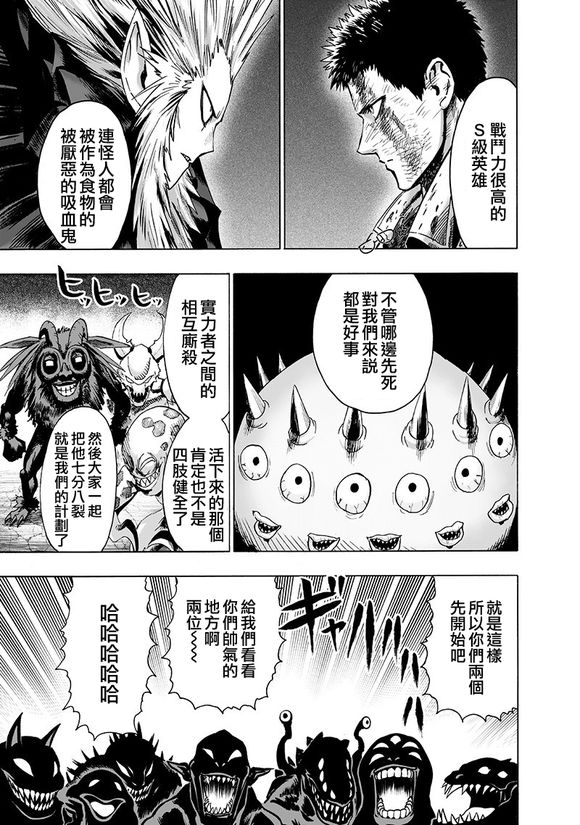 戰鬥力很高的
S級英雄
連怪人都會
被作為食物的
被厭惡的吸血鬼
不管哪邊先死
對我們來說
都是好事
實力者之間的
相互廝殺
活下來的那個
肯定也不是
四肢健全了
ヒッヒッヒッ
然後大家一起
把他七分八裂
就是我們的計劃了
就是這樣
所以你們兩個
先開始吧
ギャハハハ
給我們看看
你們帥氣的
地方啊
兩位～～
哈哈哈哈哈